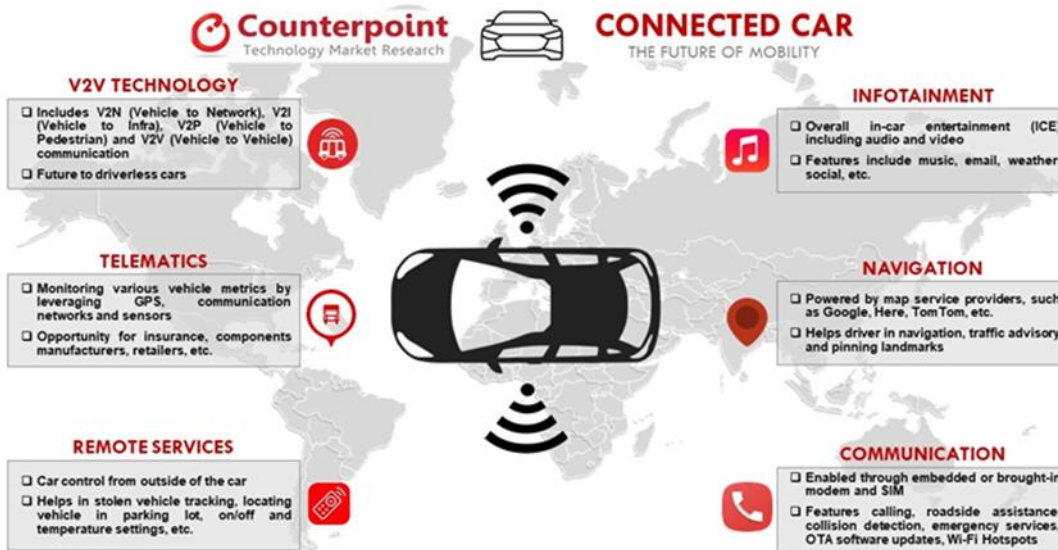 Counterpoint
Technology Market Research
CONNECTED CAR
THE FUTURE OF MOBILITY
V2V TECHNOLOGY
❑ Includes V2N (Vehicle to Network), V2I
(Vehicle to Infra), V2P (Vehicle to
Pedestrian) and V2V (Vehicle to Vehicle)
communication
❑ Future to driverless cars
TELEMATICS
❑ Monitoring various vehicle metrics by
leveraging GPS, communication
networks and sensors
❑ Opportunity for insurance, components
manufacturers, retailers, etc.
REMOTE SERVICES
❑ Car control from outside of the car
❑ Helps in stolen vehicle tracking, locating
vehicle in parking lot, on/off and
temperature settings, etc.
INFOTAINMENT
❑ Overall in-car entertainment (ICE)
including audio and video
❑ Features include music, email, weather,
social, etc.
NAVIGATION
❑ Powered by map service providers, such
as Google, Here, TomTom, etc.
❑ Helps driver in navigation, traffic advisory
and pinning landmarks
COMMUNICATION
❑ Enabled through embedded or brought-in
modem and SIM
❑ Features calling, roadside assistance,
collision detection, emergency services,
OTA software updates, Wi-Fi Hotspots